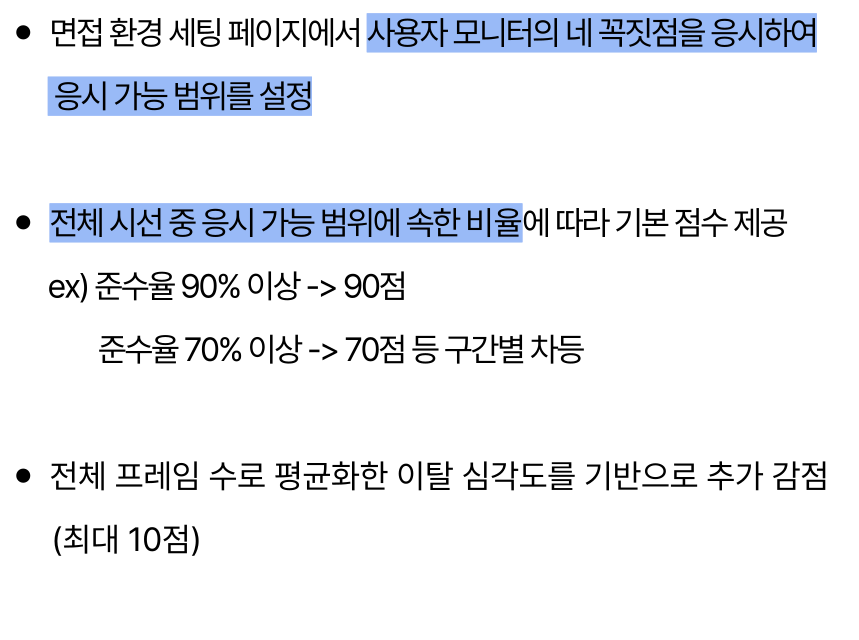 • 면접 환경 세팅 페이지에서 사용자 모니터의 네 꼭짓점을 응시하여
응시 가능 범위를 설정
• 전체 시선 중 응시 가능 범위에 속한 비율에 따라 기본 점수 제공
ex) 준수율 90% 이상 -> 90점
준수율 70% 이상 -> 70점 등 구간별 차등
• 전체 프레임 수로 평균화한 이탈 심각도를 기반으로 추가 감점
(최대 10점)